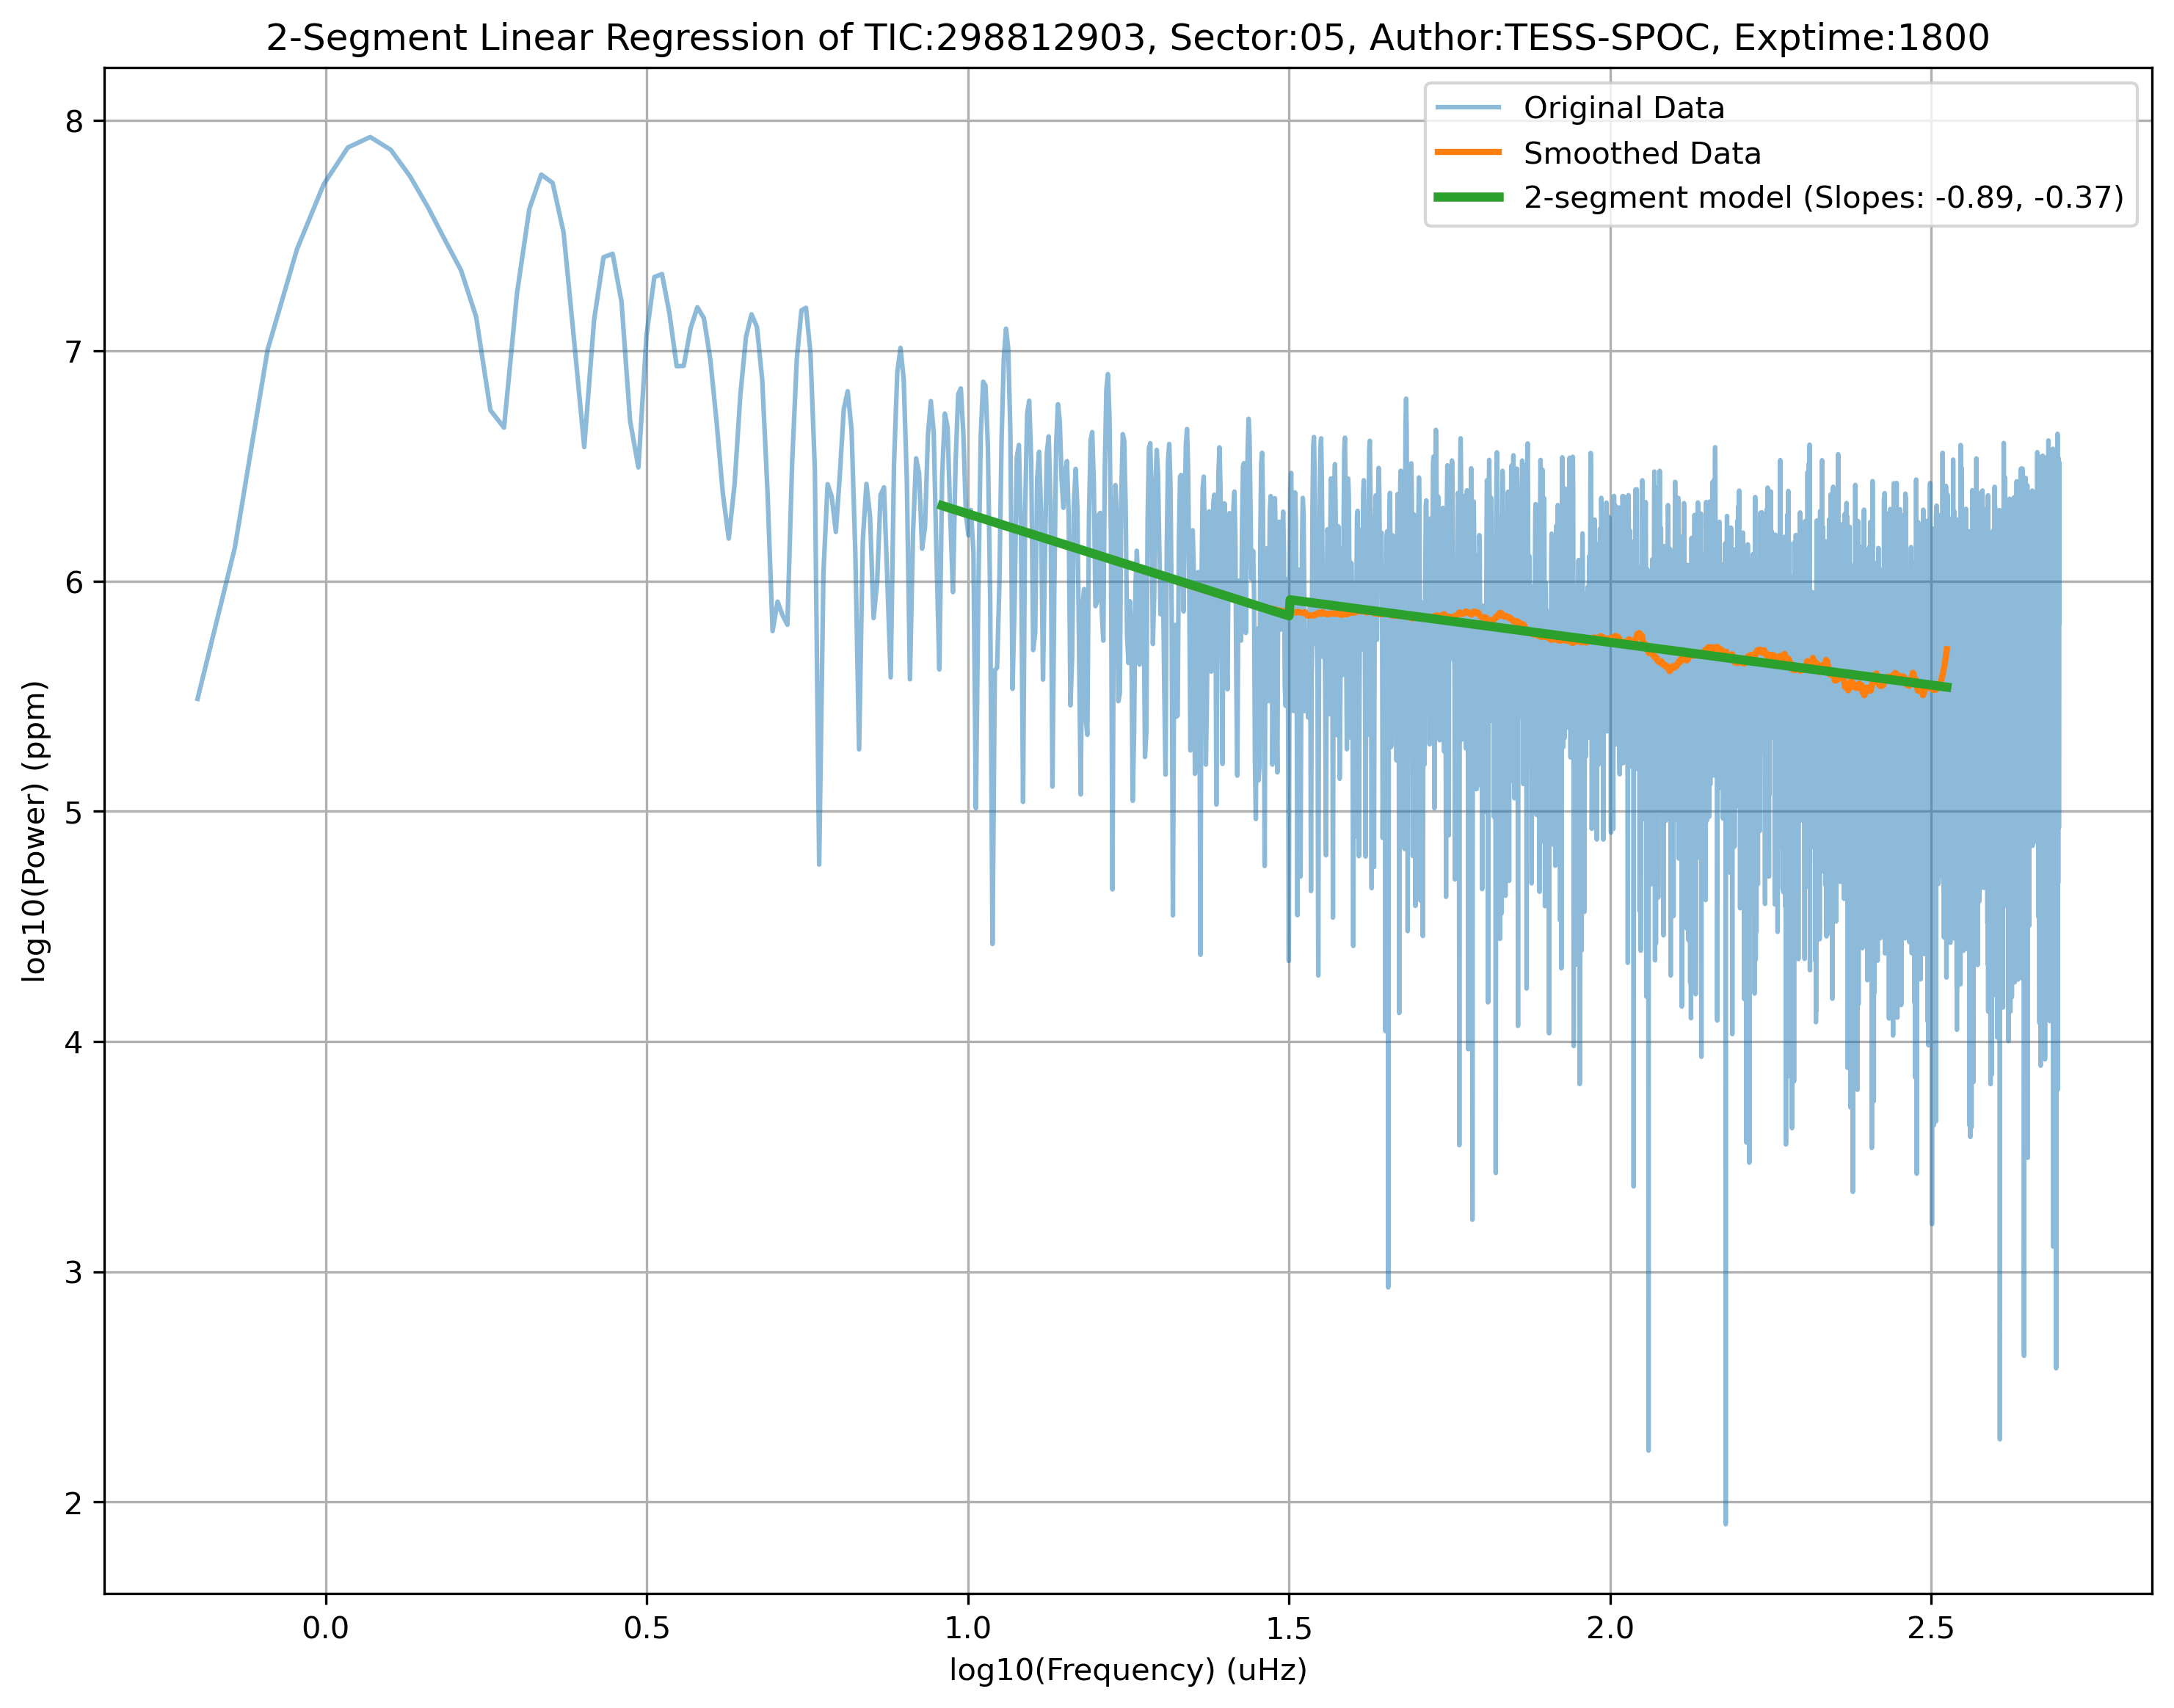 2-Segment Linear Regression of TIC:298812903, Sector:05, Author:TESS-SPOC, Exptime:1800
Original Data
Smoothed Data
2-segment model (Slopes: -0.89, -0.37)
log10(Power) (ppm)
8
7
6
5
4
3
2
0.0 0.5 1.0 1.5 2.0 2.5
log10(Frequency) (uHz)